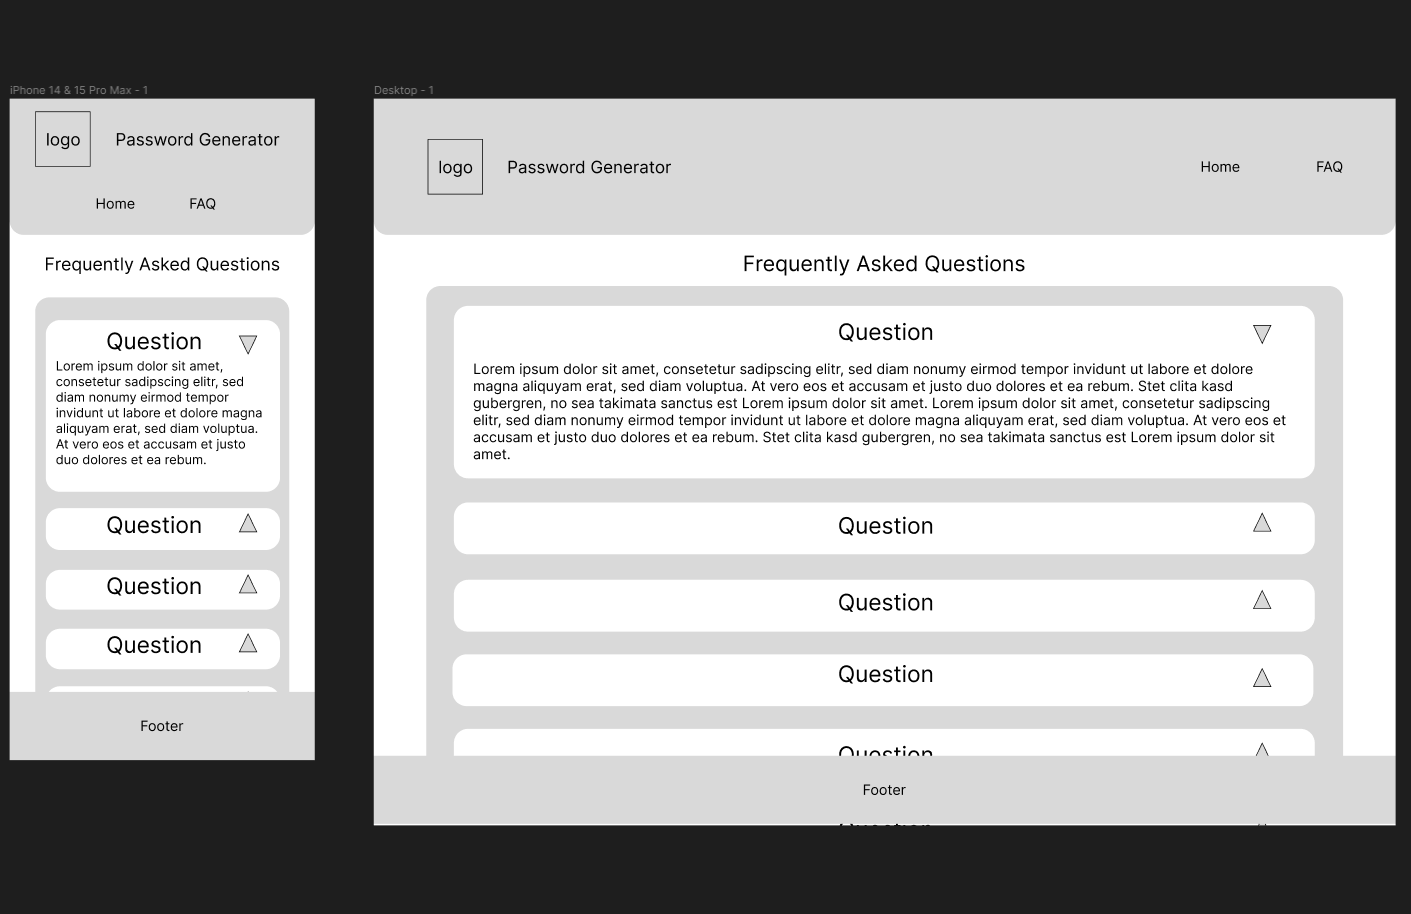 iPhone 14 & 15 Pro Max - 1
logo
Password Generator
Home
FAQ
Frequently Asked Questions
Question
Lorem ipsum dolor sit amet,
consetetur sadipscing elitr, sed
diam nonumy eirmod tempor
invidunt ut labore et dolore magna
aliquyam erat, sed diam voluptua.
At vero eos et accusam et justo
duo dolores et ea rebum.
Question
Question
Question
Footer
Desktop - 1
logo
Password Generator
Home
FAQ
Frequently Asked Questions
Question
Lorem ipsum dolor sit amet, consetetur sadipscing elitr, sed diam nonumy eirmod tempor invidunt ut labore et dolore
magna aliquyam erat, sed diam voluptua. At vero eos et accusam et justo duo dolores et ea rebum. Stet clita kasd
gubergren, no sea takimata sanctus est Lorem ipsum dolor sit amet. Lorem ipsum dolor sit amet, consetetur sadipscing
elitr, sed diam nonumy eirmod tempor invidunt ut labore et dolore magna aliquyam erat, sed diam voluptua. At vero eos et
accusam et justo duo dolores et ea rebum. Stet clita kasd gubergren, no sea takimata sanctus est Lorem ipsum dolor sit
amet.
Question
Question
Question
Question
Footer